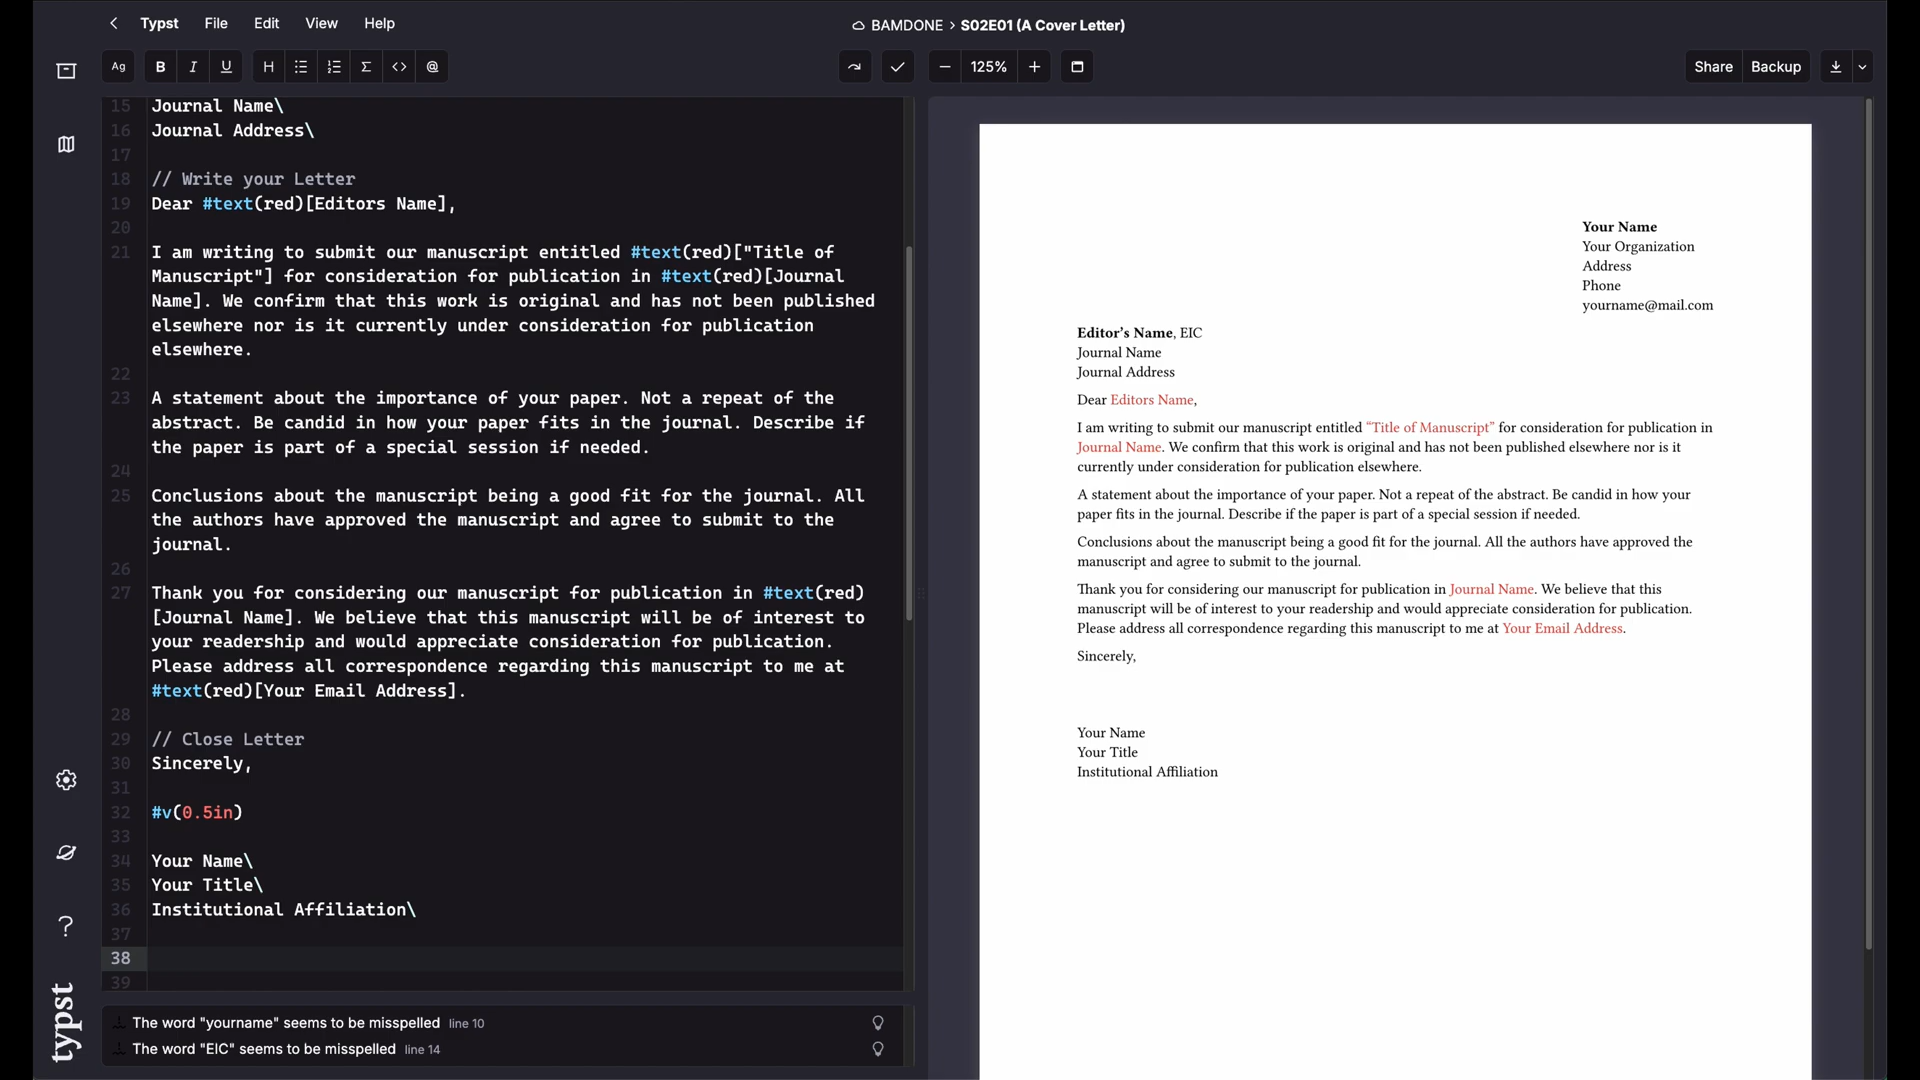 Typst File Edit View Help
BAMDONE > S02E01 (A Cover Letter)
Ag B I U H Σ <> @
125%
Share Backup
15 Journal Name\
16 Journal Address\
17
18 // Write your Letter
19 Dear #text(red)[Editors Name],
20
21 I am writing to submit our manuscript entitled #text(red)["Title of
Manuscript"] for consideration for publication in #text(red)[Journal
Name]. We confirm that this work is original and has not been published
elsewhere nor is it currently under consideration for publication
elsewhere.
22
23 A statement about the importance of your paper. Not a repeat of the
abstract. Be candid in how your paper fits in the journal. Describe if
the paper is part of a special session if needed.
24
25 Conclusions about the manuscript being a good fit for the journal. All
the authors have approved the manuscript and agree to submit to the
journal.
26
27 Thank you for considering our manuscript for publication in #text(red)
[Journal Name]. We believe that this manuscript will be of interest to
your readership and would appreciate consideration for publication.
Please address all correspondence regarding this manuscript to me at
#text(red)[Your Email Address].
28
29 // Close Letter
30 Sincerely,
31
32 #v(0.5in)
33
34 Your Name\
35 Your Title\
36 Institutional Affiliation\
37
38
39
The word "yourname" seems to be misspelled line 10
The word "EIC" seems to be misspelled line 14
typst
Your Name
Your Organization
Address
Phone
yourname@mail.com
Editor’s Name, EIC
Journal Name
Journal Address
Dear Editors Name,
I am writing to submit our manuscript entitled “Title of Manuscript” for consideration for publication in
Journal Name. We confirm that this work is original and has not been published elsewhere nor is it
currently under consideration for publication elsewhere.
A statement about the importance of your paper. Not a repeat of the abstract. Be candid in how your
paper fits in the journal. Describe if the paper is part of a special session if needed.
Conclusions about the manuscript being a good fit for the journal. All the authors have approved the
manuscript and agree to submit to the journal.
Thank you for considering our manuscript for publication in Journal Name. We believe that this
manuscript will be of interest to your readership and would appreciate consideration for publication.
Please address all correspondence regarding this manuscript to me at Your Email Address.
Sincerely,
Your Name
Your Title
Institutional Affiliation